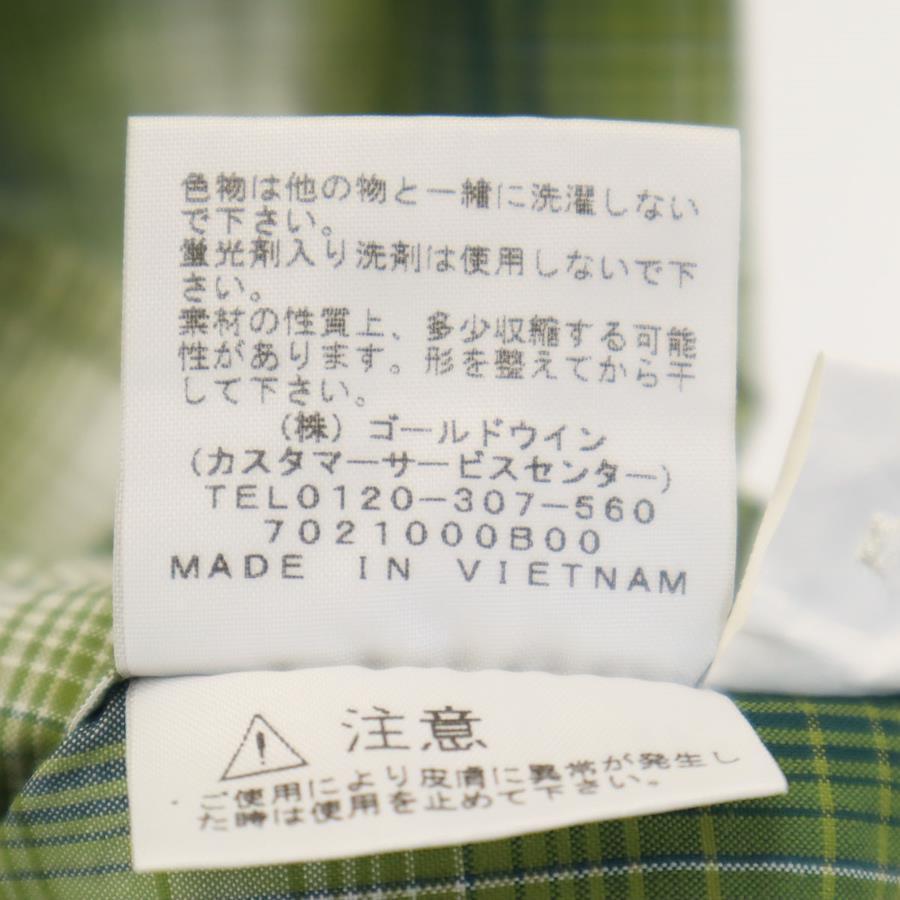 色物は他の物と一緒に洗濯しない
で下さい。
蛍光剤入り洗剤は使用しないで下
さい。
素材の性質上、多少収縮する可能
性があります。形を整えてから干
して下さい。
(株)ゴールドウイン
(カスタマーサービスセンター)
TEL0120-307-560
7021000B00
MADE IN VIETNAM
注意
・ご使用により皮膚に異常が発生し
た時は使用を止めて下さい。